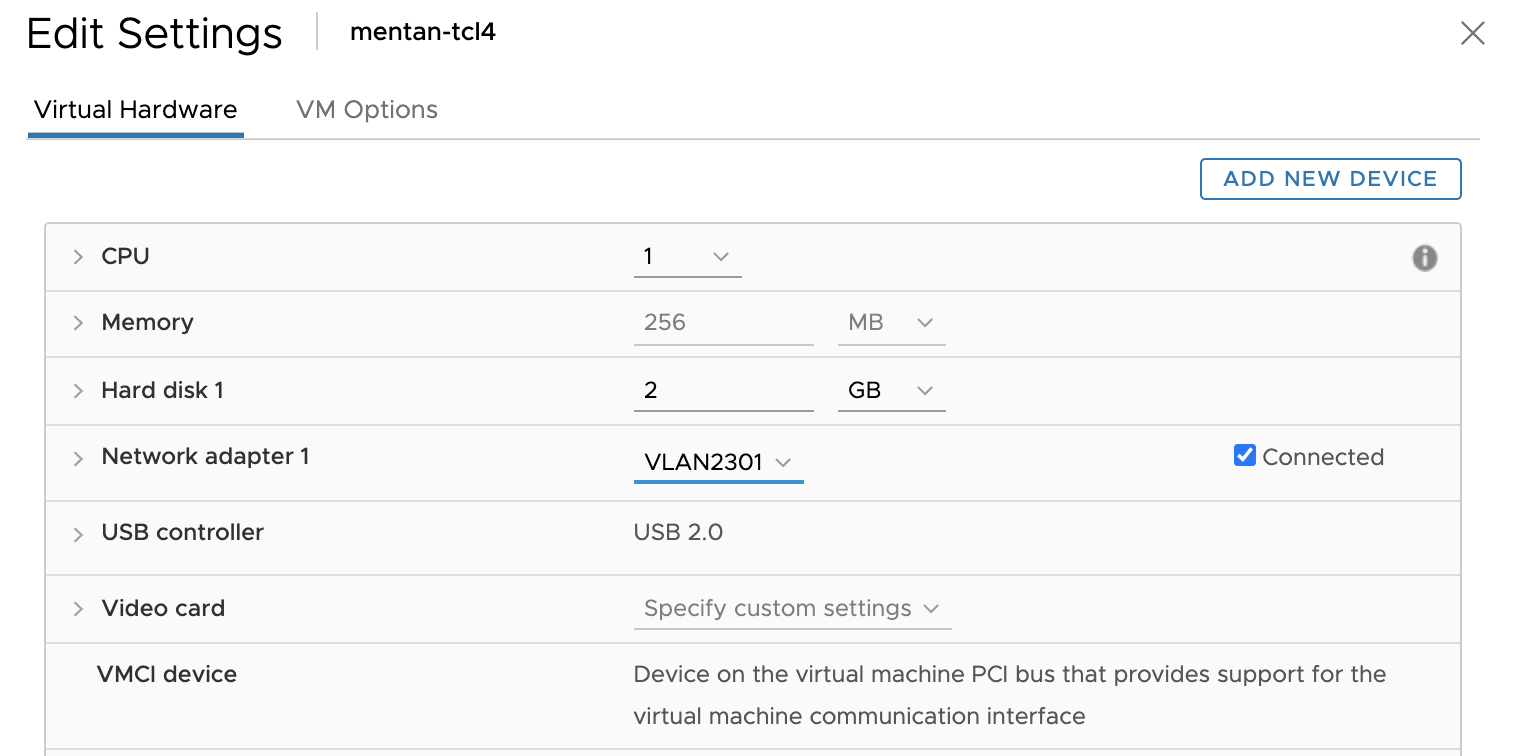 Edit Settings mentan-tcl4
Virtual Hardware VM Options
ADD NEW DEVICE
CPU 1
Memory 256 MB
Hard disk 1 2 GB
Network adapter 1 VLAN2301 Connected
USB controller USB 2.0
Video card Specify custom settings
VMCI device Device on the virtual machine PCI bus that provides support for the
virtual machine communication interface